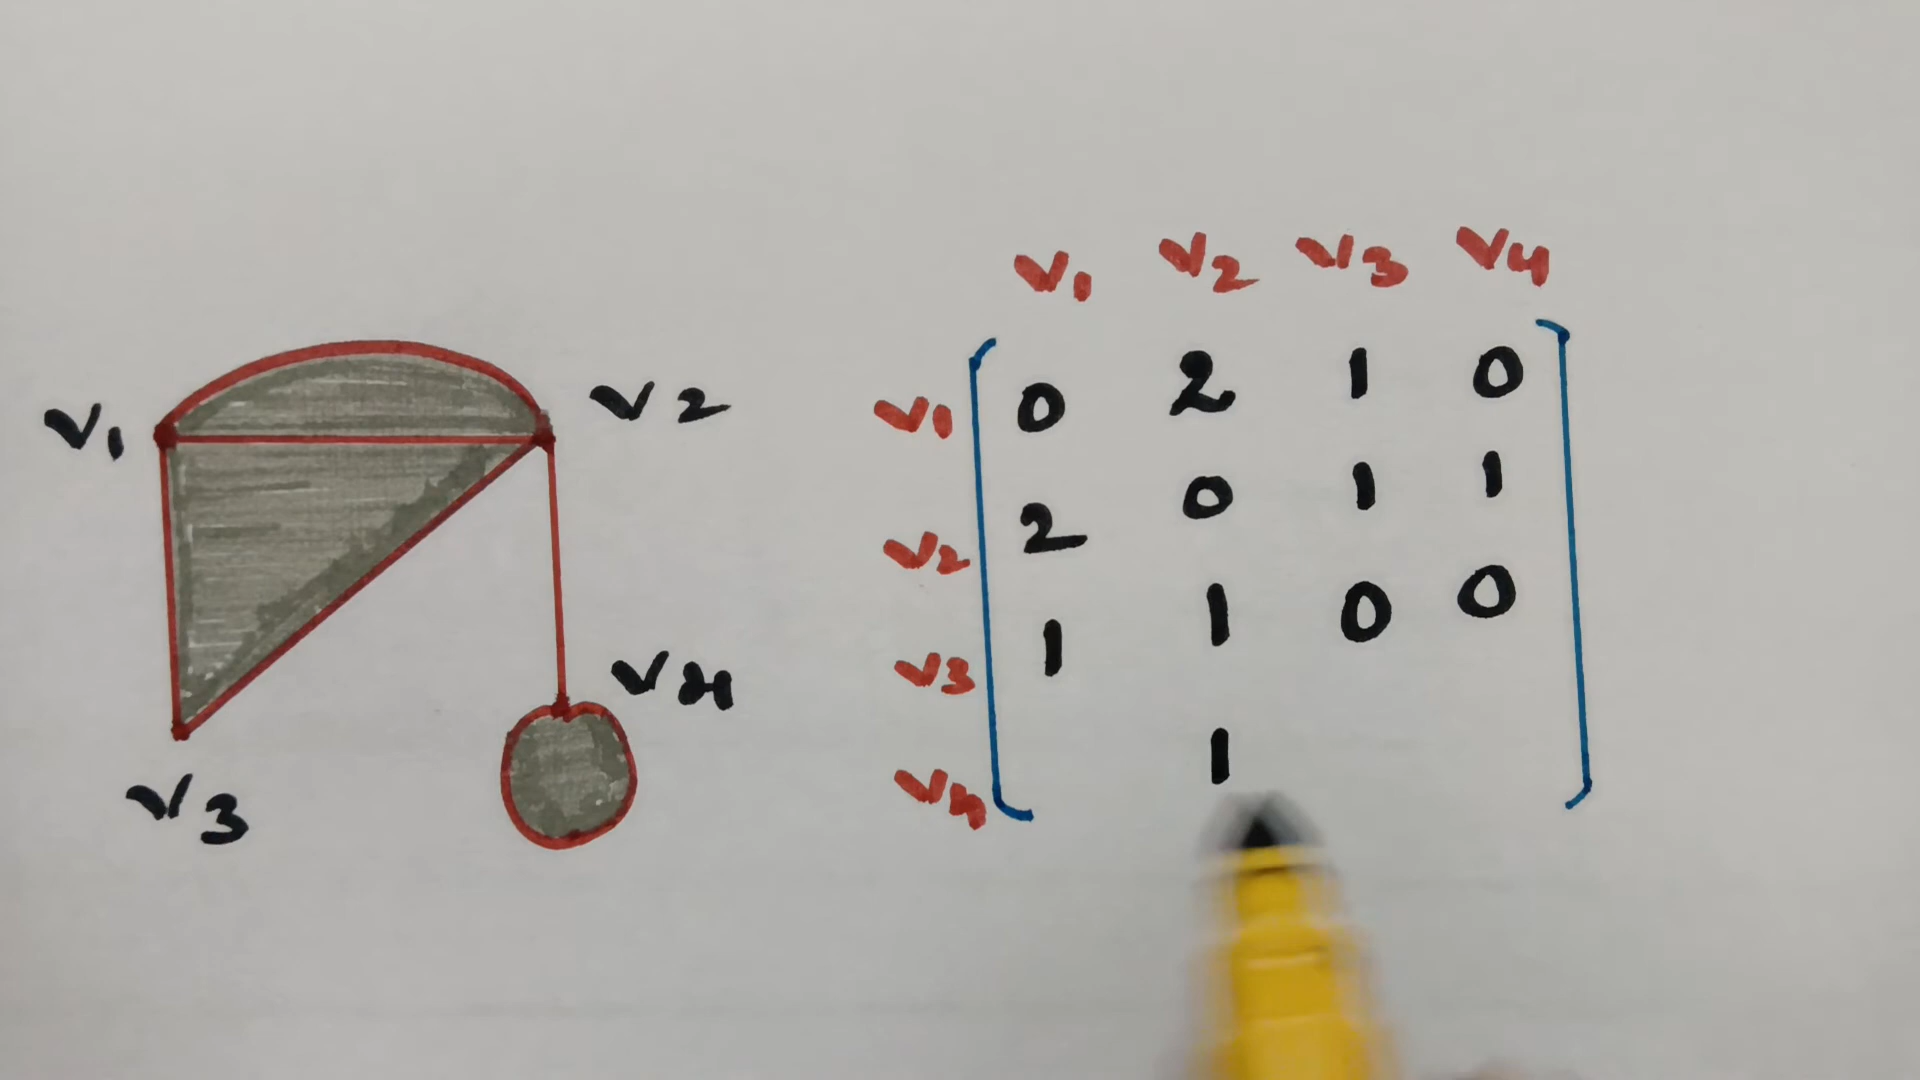 V1 V2
V3 V4
V1 V2 V3 V4
V1 0 2 1 0
V2 2 0 1 1
V3 1 1 0 0
V4 1